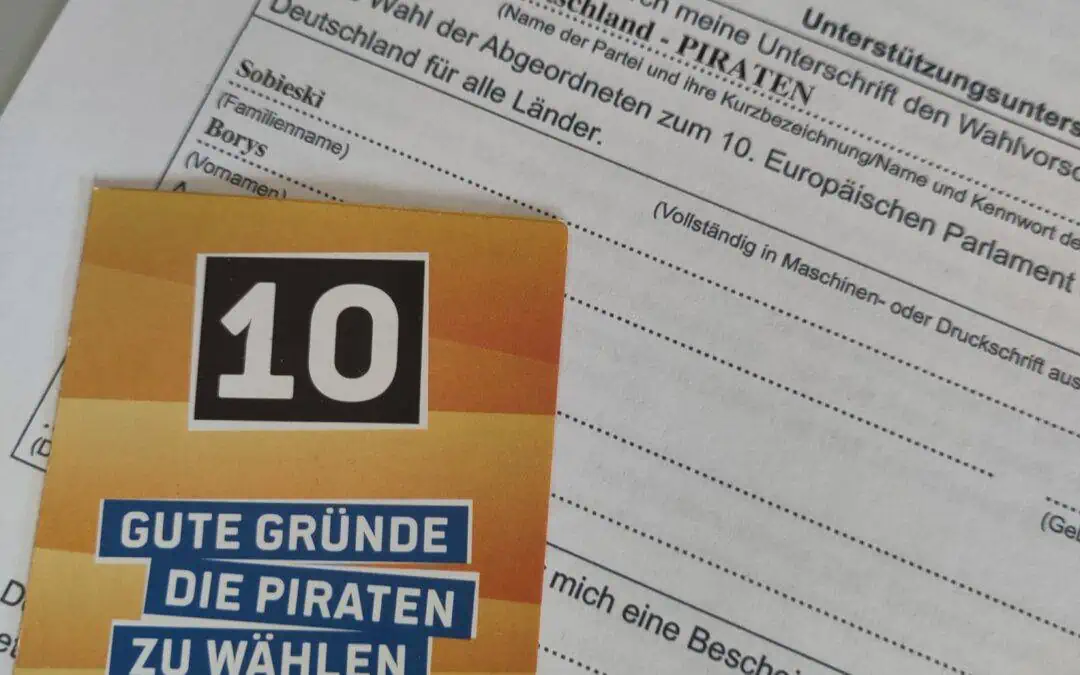 Unterstützungsunters
ch meine Unterschrift den Wahlvorsc
schland - PIRATEN
(Name der Partei und ihre Kurzbezeichnung/Name und Kennwort de
Wahl der Abgeordneten zum 10. Europäischen Parlament
Deutschland für alle Länder.
Sobieski
(Familienname)
Borys
(Vornamen)
(Vollständig in Maschinen- oder Druckschrift aus
(Geb
mich eine Beschei
10
GUTE GRÜNDE
DIE PIRATEN
ZU WÄHLEN